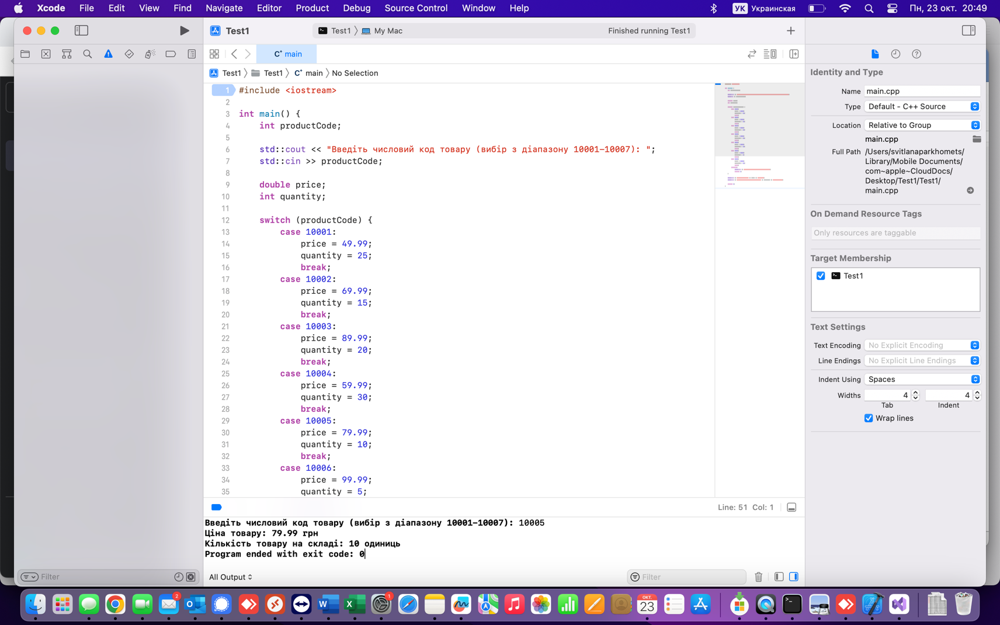 Xcode File Edit View Find Navigate Editor Product Debug Source Control Window Help УК Украинская Пн, 23 окт. 20:49
Test1 Test1 My Mac Finished running Test1
C+ main
Test1 Test1 C+ main No Selection
1 #include <iostream>
2
3 int main() {
4 int productCode;
5
6 std::cout << "Введіть числовий код товару (вибір з діапазону 10001-10007): ";
7 std::cin >> productCode;
8
9 double price;
10 int quantity;
11
12 switch (productCode) {
13 case 10001:
14 price = 49.99;
15 quantity = 25;
16 break;
17 case 10002:
18 price = 69.99;
19 quantity = 15;
20 break;
21 case 10003:
22 price = 89.99;
23 quantity = 20;
24 break;
25 case 10004:
26 price = 59.99;
27 quantity = 30;
28 break;
29 case 10005:
30 price = 79.99;
31 quantity = 10;
32 break;
33 case 10006:
34 price = 99.99;
35 quantity = 5;
Line: 51 Col: 1
Введіть числовий код товару (вибір з діапазону 10001-10007): 10005
Ціна товару: 79.99 грн
Кількість товару на складі: 10 одиниць
Program ended with exit code: 0
Filter
All Output
Filter
Identity and Type
Name main.cpp
Type Default - C++ Source
Location Relative to Group
main.cpp
Full Path /Users/svitlanaparkhomets/
Library/Mobile Documents/
com~apple~CloudDocs/
Desktop/Test1/Test1/
main.cpp
On Demand Resource Tags
Only resources are taggable
Target Membership
Test1
Text Settings
Text Encoding No Explicit Encoding
Line Endings No Explicit Line Endings
Indent Using Spaces
Widths 4 4
Tab Indent
Wrap lines
2 1 ОКТ. 23